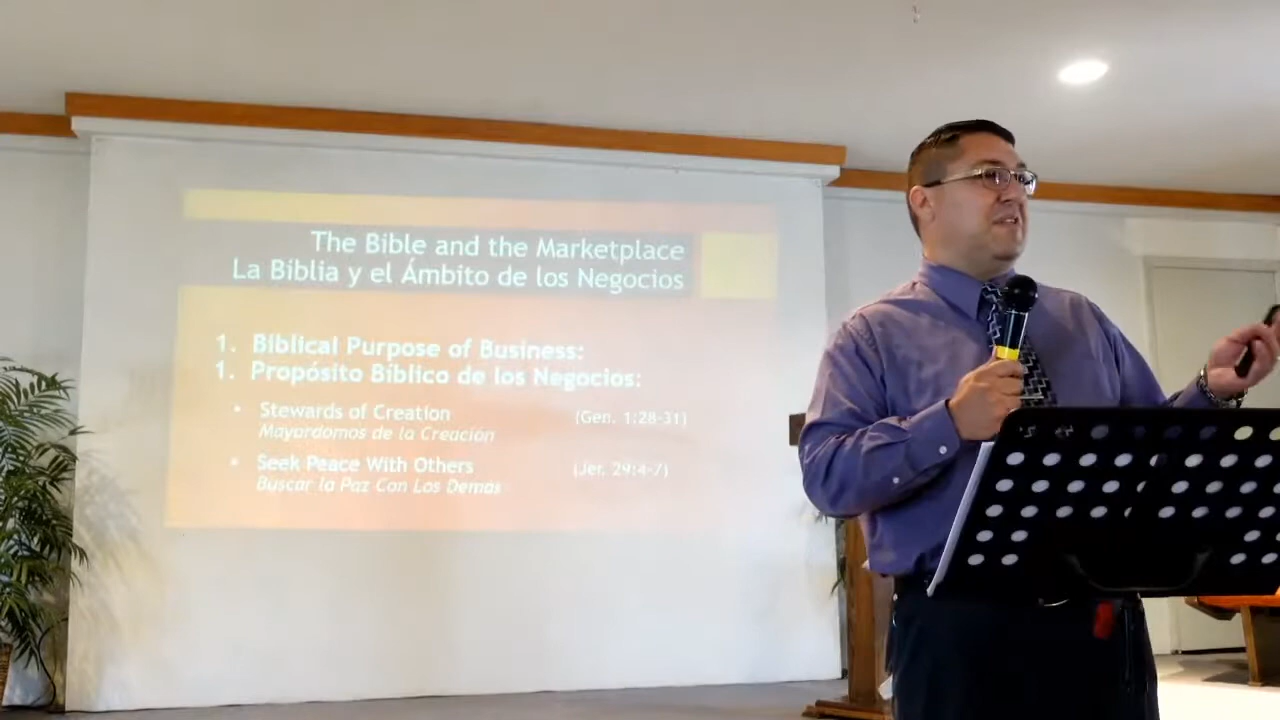 The Bible and the Marketplace
La Biblia y el Ámbito de los Negocios
1. Biblical Purpose of Business:
1. Propósito Bíblico de los Negocios:
• Stewards of Creation (Gen. 1:28-31)
Mayordomos de la Creación
• Seek Peace With Others (Jer. 29:4-7)
Buscar la Paz Con Los Demas